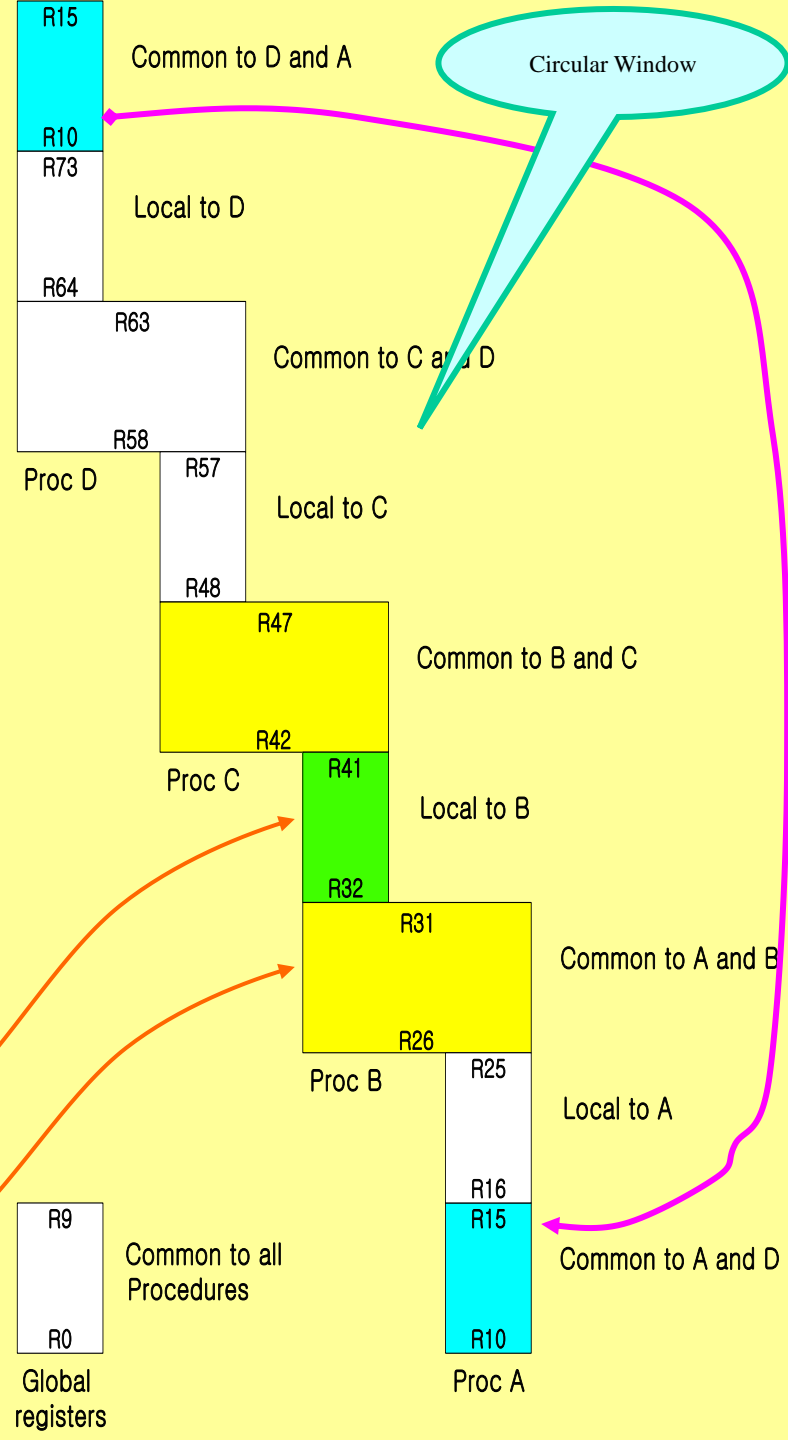 R15
Common to D and A
Circular Window
R10
R73
Local to D
R64
R63
Common to C and D
R58
Proc D
R57
Local to C
R48
R47
Common to B and C
R42
Proc C
R41
Local to B
R32
R31
Common to A and B
R26
Proc B
R25
Local to A
R16
R15
Common to A and D
R10
Proc A
R9
Common to all
Procedures
R0
Global
registers